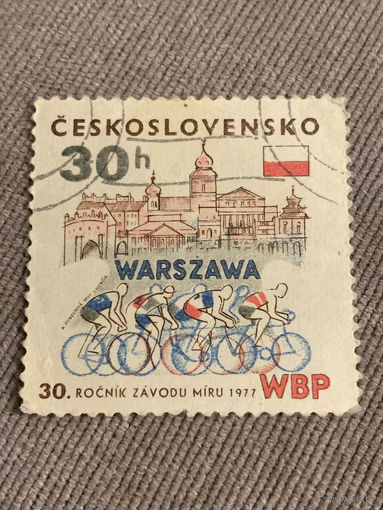 ČESKOSLOVENSKO
30h
WARSZAWA
30. ROČNÍK ZÁVODU MÍRU 1977 WBP